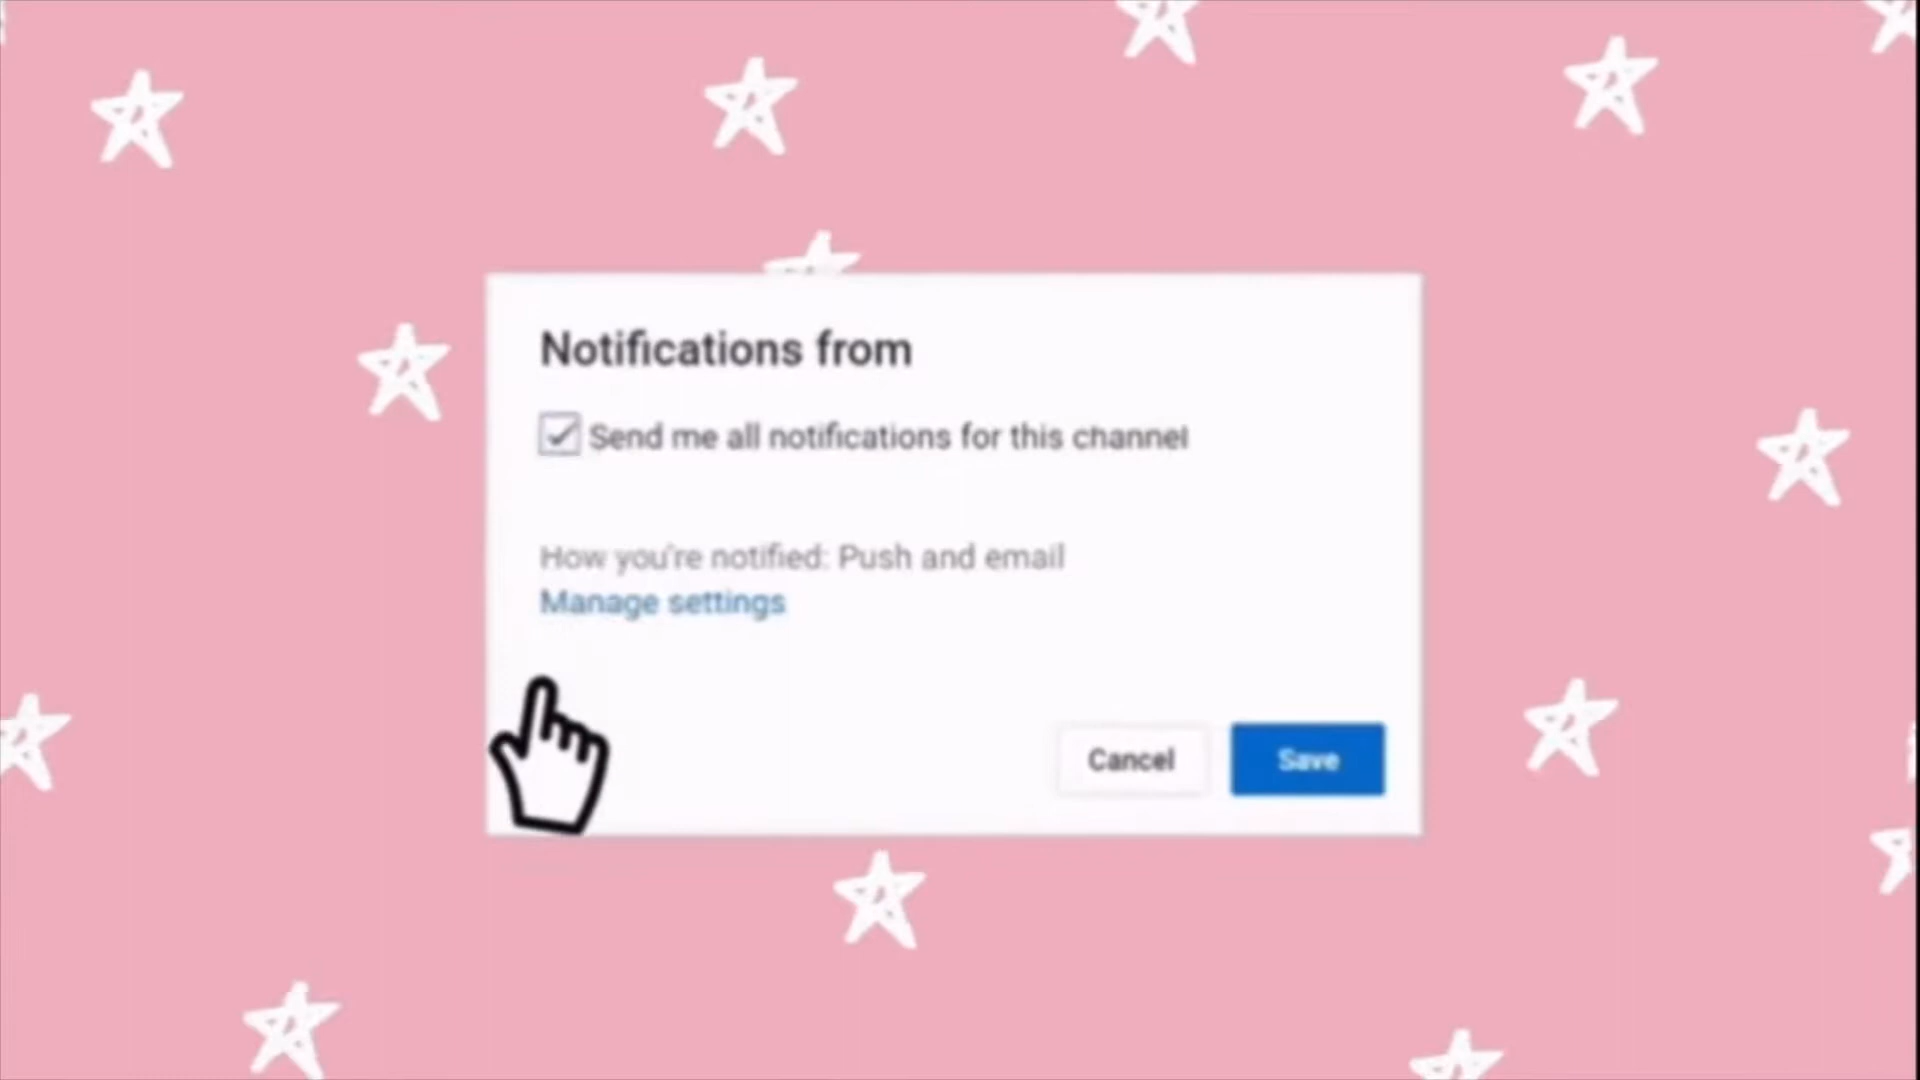 Notifications from
Send me all notifications for this channel
How you're notified: Push and email
Manage settings
Cancel
Save